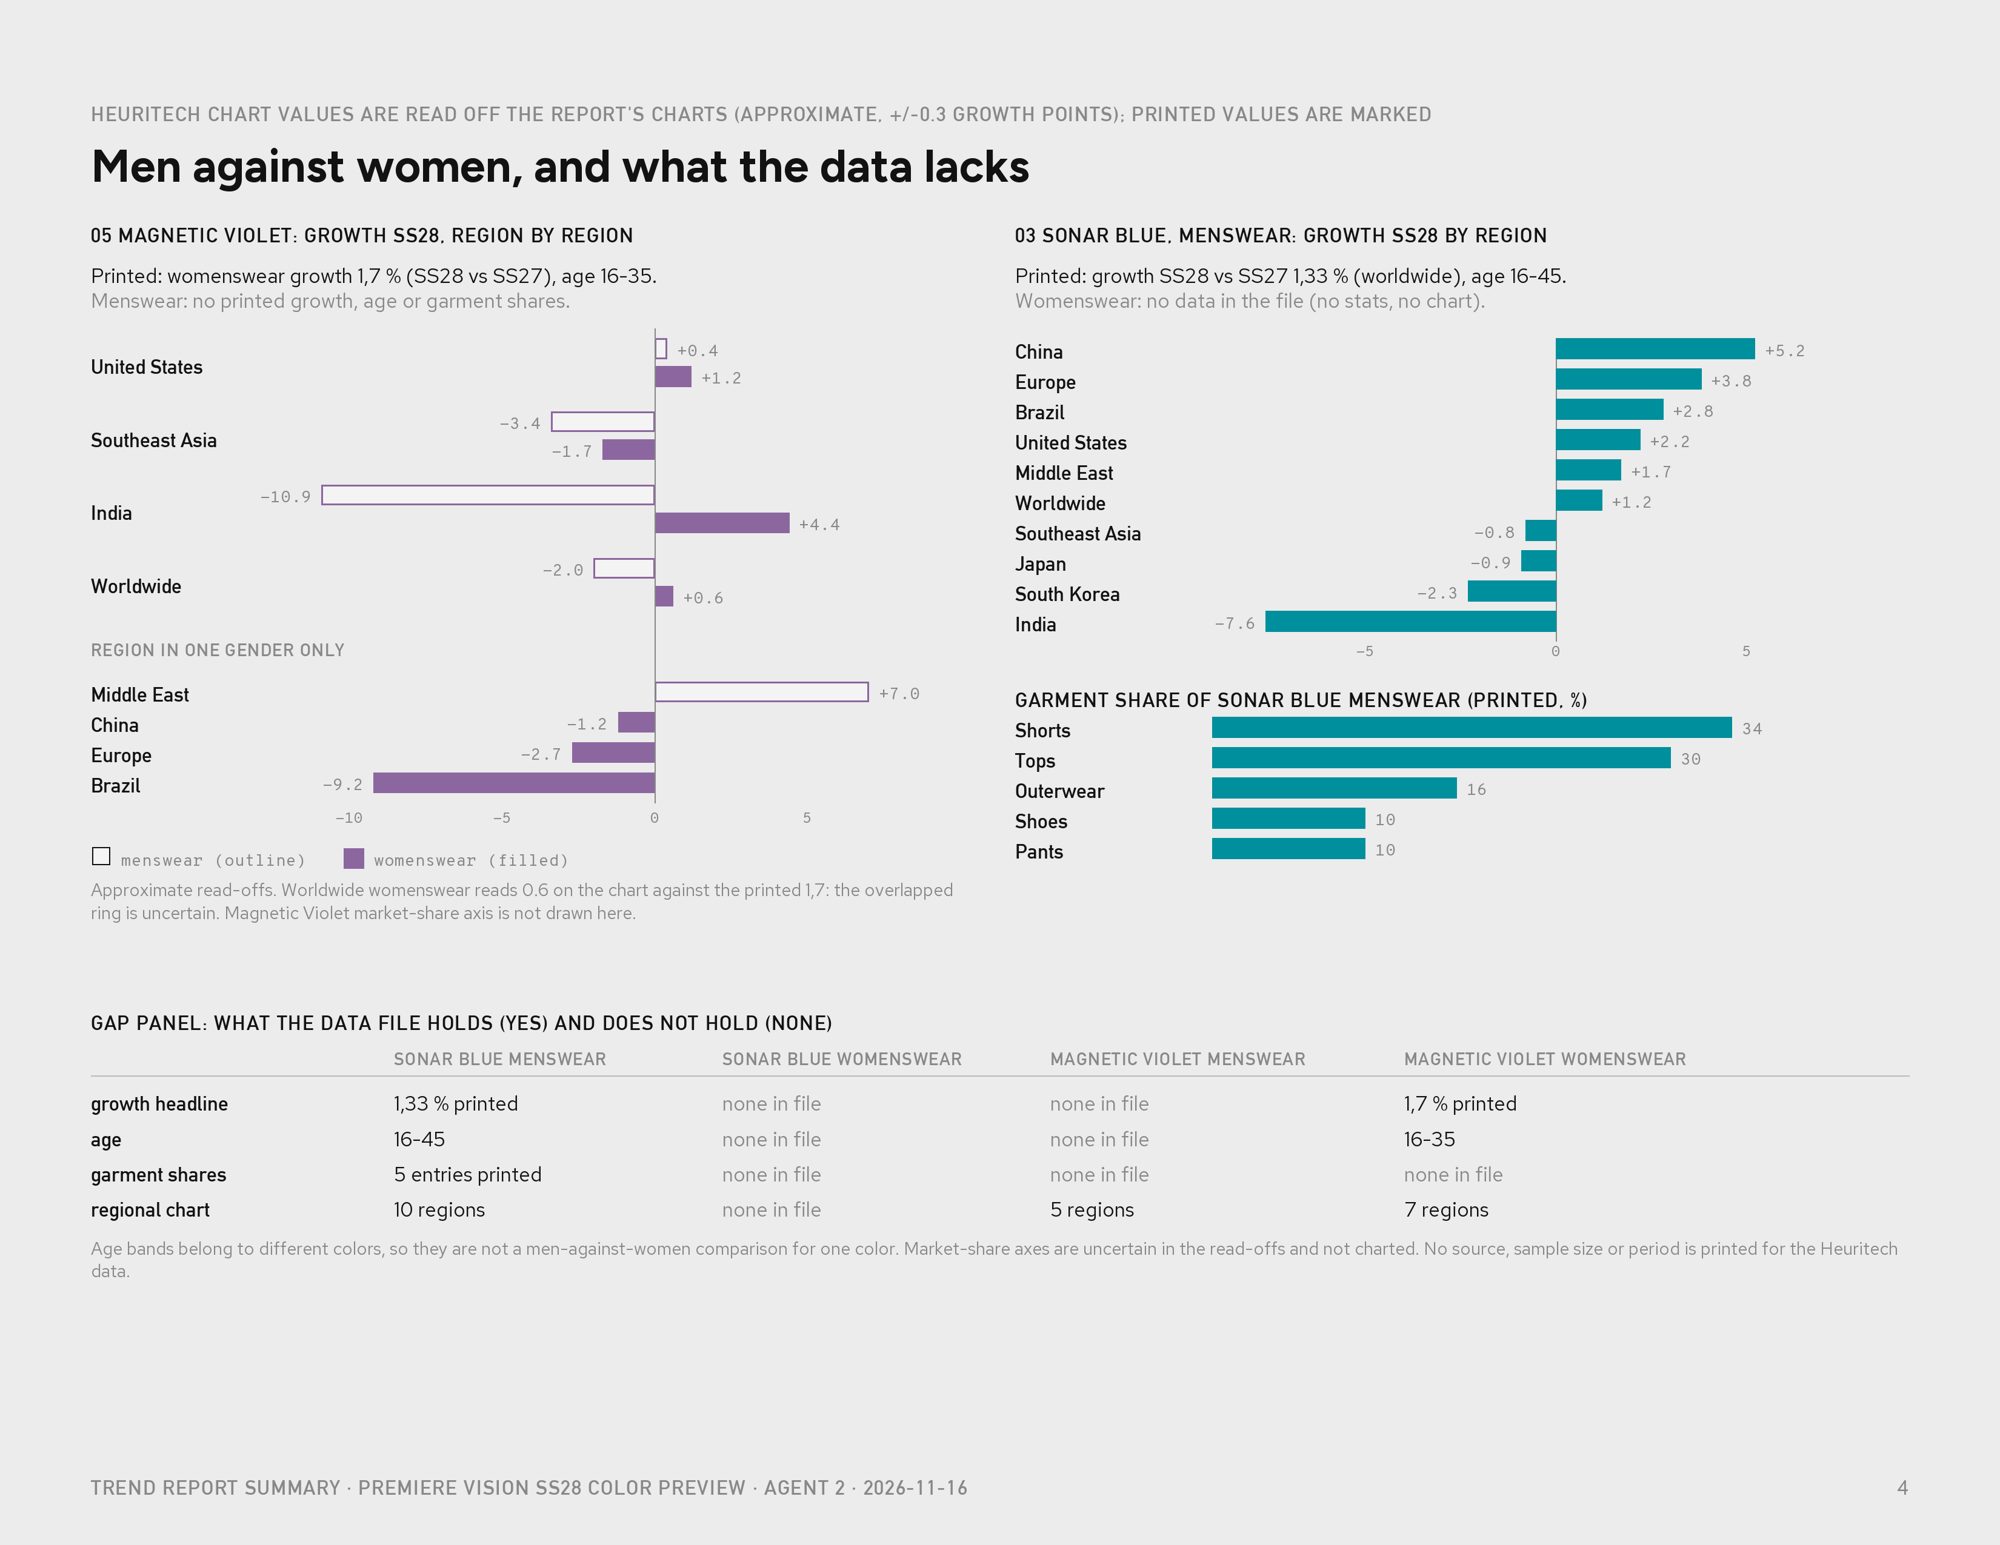 HEURITECH CHART VALUES ARE READ OFF THE REPORT'S CHARTS (APPROXIMATE, +/-0.3 GROWTH POINTS); PRINTED VALUES ARE MARKED
Men against women, and what the data lacks
05 MAGNETIC VIOLET: GROWTH SS28, REGION BY REGION
Printed: womenswear growth 1,7 % (SS28 vs SS27), age 16-35.
Menswear: no printed growth, age or garment shares.
United States
+0.4
+1.2
Southeast Asia
-3.4
-1.7
India
-10.9
+4.4
Worldwide
-2.0
+0.6
REGION IN ONE GENDER ONLY
Middle East +7.0
China -1.2
Europe -2.7
Brazil -9.2
-10 -5 0 5
menswear (outline) womenswear (filled)
Approximate read-offs. Worldwide womenswear reads 0.6 on the chart against the printed 1,7: the overlapped
ring is uncertain. Magnetic Violet market-share axis is not drawn here.
03 SONAR BLUE, MENSWEAR: GROWTH SS28 BY REGION
Printed: growth SS28 vs SS27 1,33 % (worldwide), age 16-45.
Womenswear: no data in the file (no stats, no chart).
China +5.2
Europe +3.8
Brazil +2.8
United States +2.2
Middle East +1.7
Worldwide +1.2
Southeast Asia -0.8
Japan -0.9
South Korea -2.3
India -7.6
-5 0 5
GARMENT SHARE OF SONAR BLUE MENSWEAR (PRINTED, %)
Shorts 34
Tops 30
Outerwear 16
Shoes 10
Pants 10
GAP PANEL: WHAT THE DATA FILE HOLDS (YES) AND DOES NOT HOLD (NONE)
SONAR BLUE MENSWEAR SONAR BLUE WOMENSWEAR MAGNETIC VIOLET MENSWEAR MAGNETIC VIOLET WOMENSWEAR
growth headline 1,33 % printed none in file none in file 1,7 % printed
age 16-45 none in file none in file 16-35
garment shares 5 entries printed none in file none in file none in file
regional chart 10 regions none in file 5 regions 7 regions
Age bands belong to different colors, so they are not a men-against-women comparison for one color. Market-share axes are uncertain in the read-offs and not charted. No source, sample size or period is printed for the Heuritech
data.
TREND REPORT SUMMARY · PREMIERE VISION SS28 COLOR PREVIEW · AGENT 2 · 2026-11-16 4